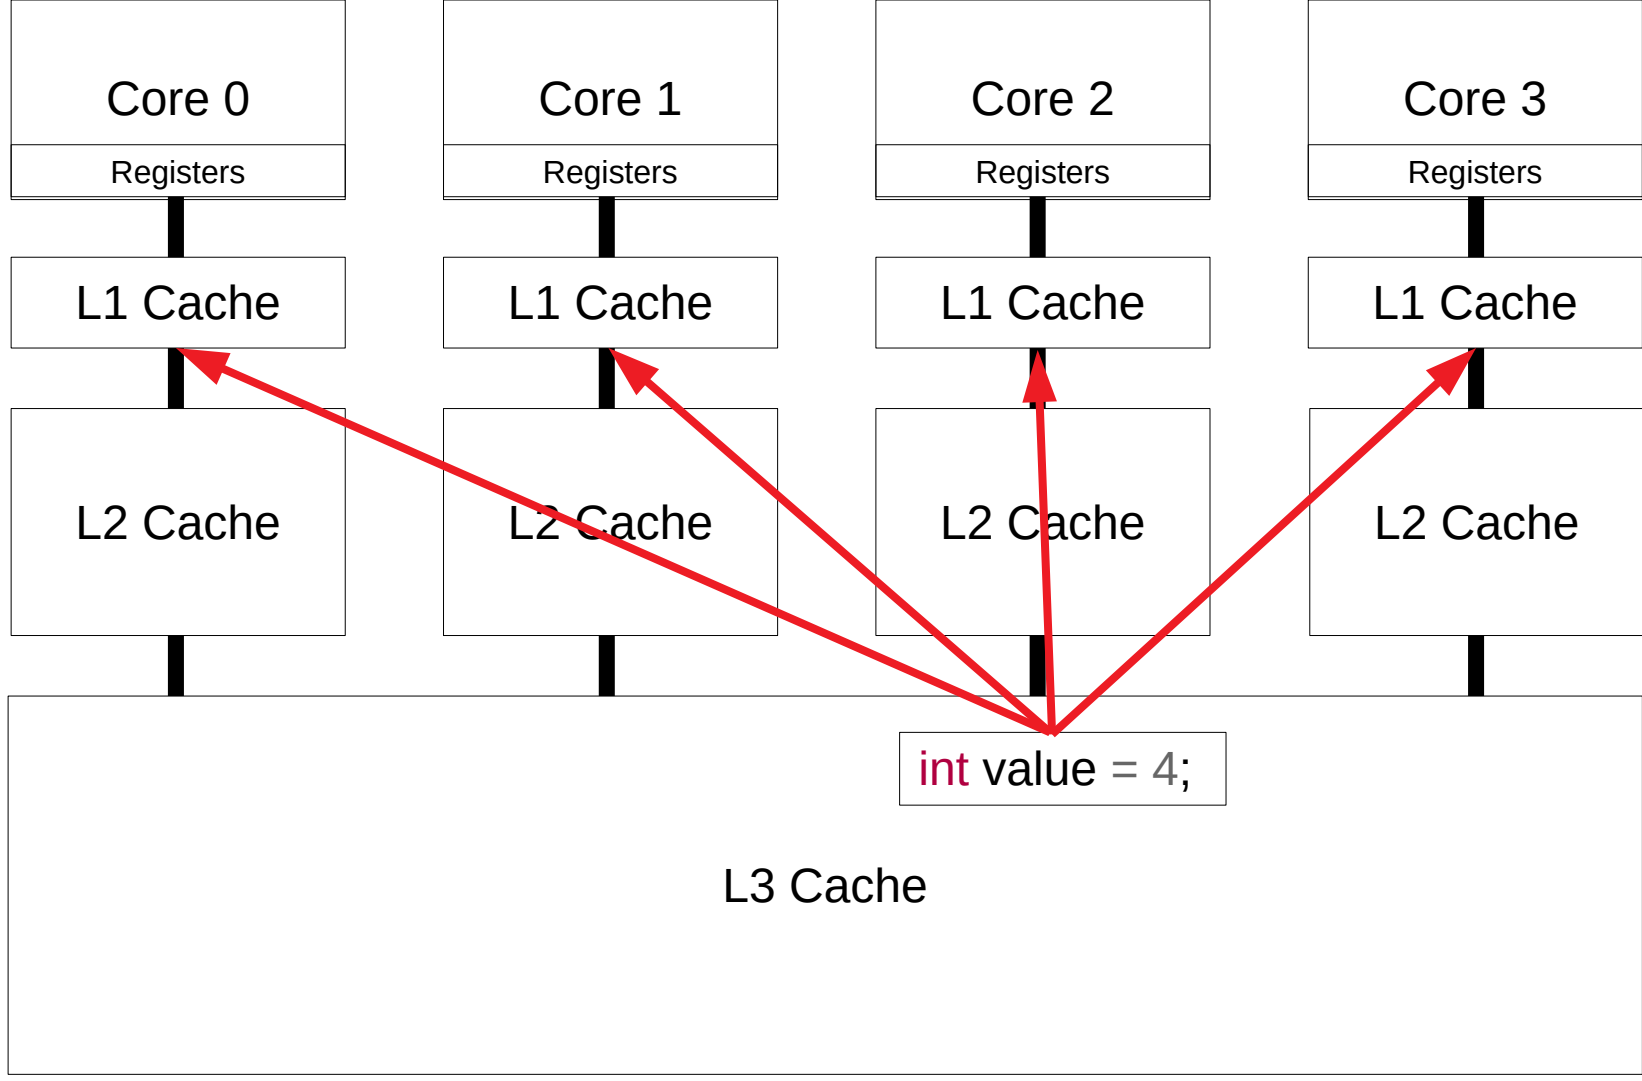 Core 0
Core 1
Core 2
Core 3
Registers
Registers
Registers
Registers
L1 Cache
L1 Cache
L1 Cache
L1 Cache
L2 Cache
L2 Cache
L2 Cache
L2 Cache
int value = 4;
L3 Cache